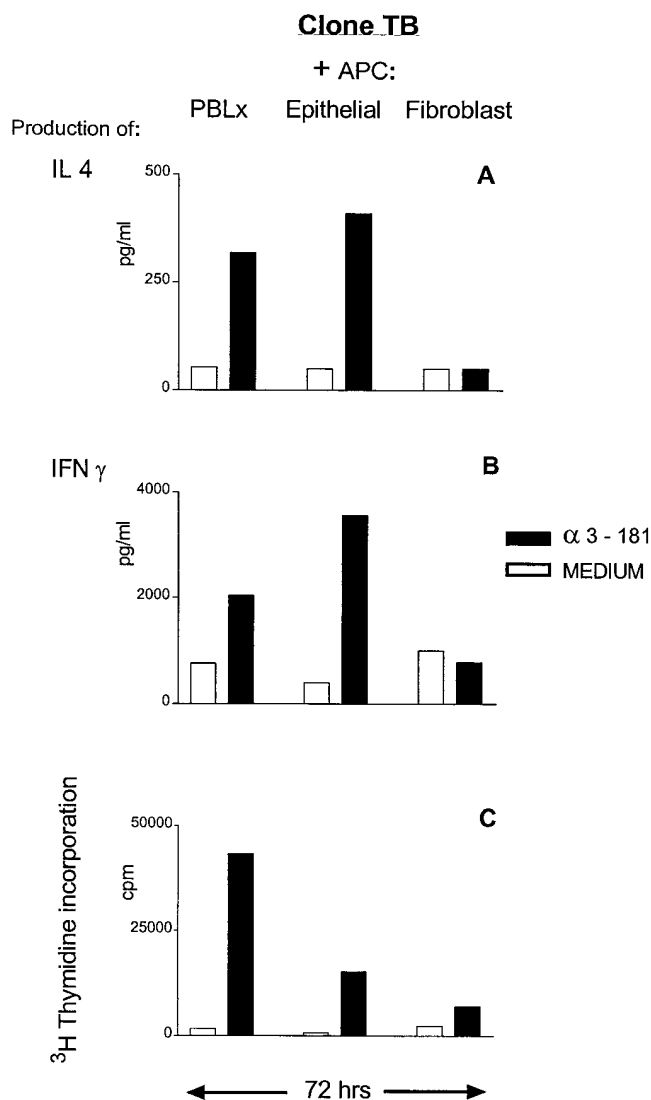 Clone TB
+ APC:
PBLx Epithelial Fibroblast
Production of:
IL 4
A
500
250
0
pg/ml
IFN γ
B
4000
2000
0
pg/ml
α 3 - 181
MEDIUM
C
50000
25000
0
cpm
³H Thymidine incorporation
72 hrs